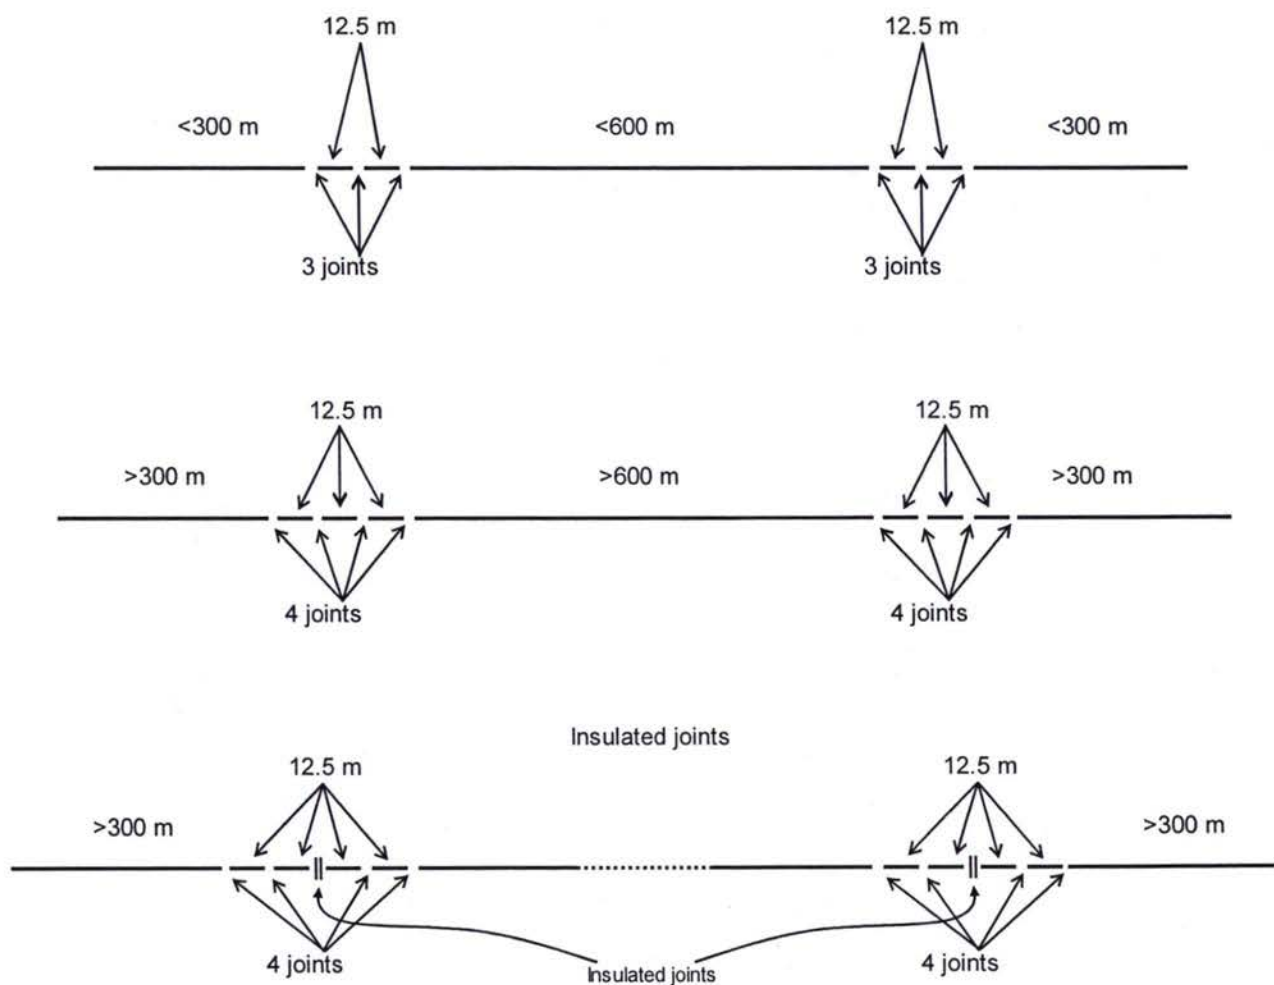 12.5 m 12.5 m
<300 m <600 m <300 m
3 joints 3 joints
12.5 m 12.5 m
>300 m >600 m >300 m
4 joints 4 joints
Insulated joints
12.5 m 12.5 m
>300 m >300 m
4 joints Insulated joints 4 joints